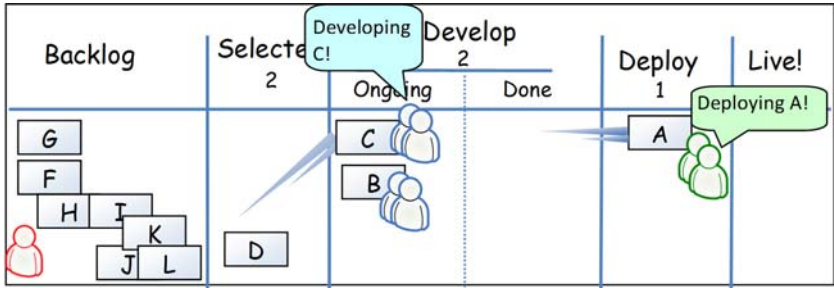 Backlog
Selecte
2
Developing
C!
Develop
2
Ongoing
Done
Deploy
1
Live!
Deploying A!
G
F
H
I
K
J
L
D
C
B
A